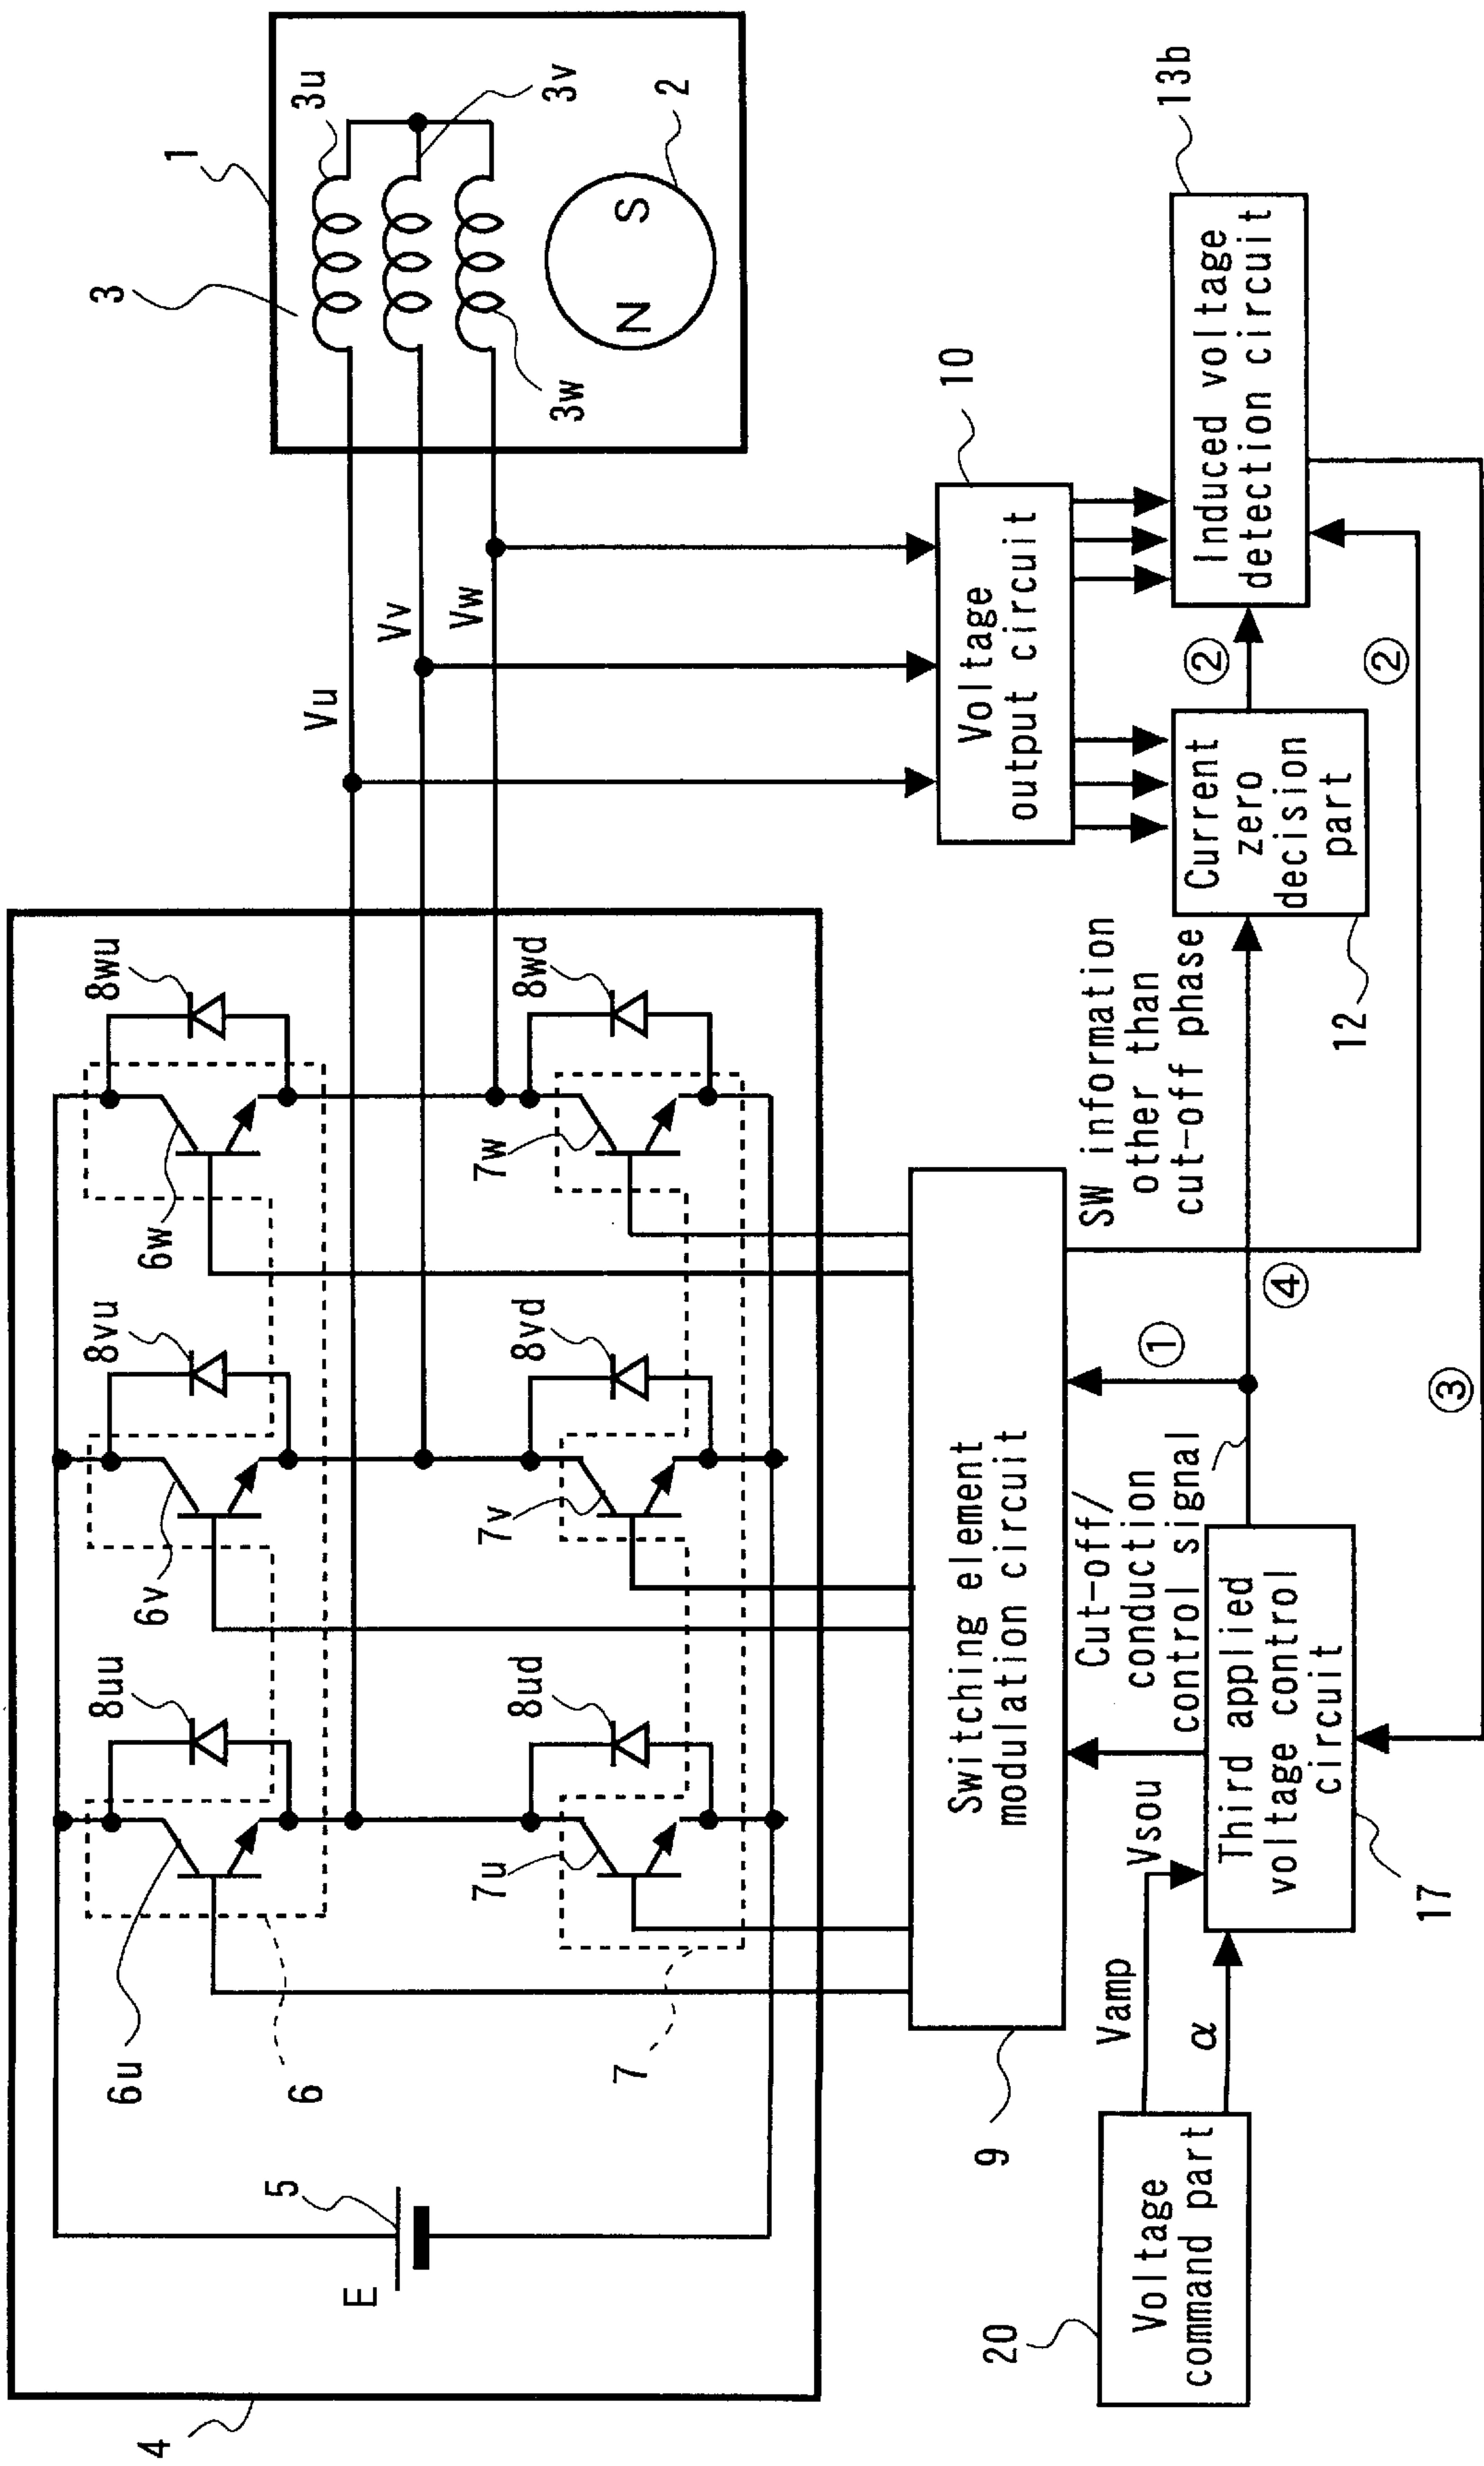 4
E
5
6u
6
6v
6w
8uu
8vu
8wu
7u
7
7v
7w
8ud
8vd
8wd
Vu
Vv
Vw
1
3
3u
3v
3w
2
N S
9
Switching element
modulation circuit
10
Voltage
output circuit
20
Voltage
command part
Vamp
Vsou
α
17
Third applied
voltage control
circuit
Cut-off/
conduction
control signal
①
④
SW information
other than
cut-off phase
12
Current
zero
decision
part
②
②
13b
Induced voltage
detection circuit
③